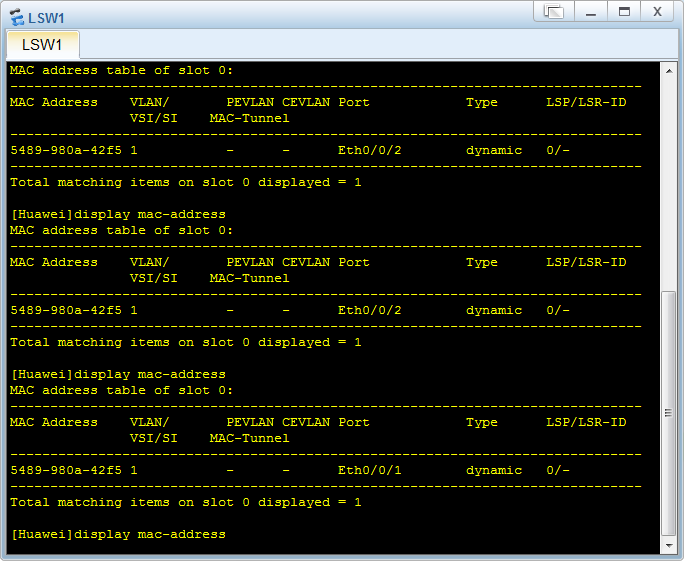 LSW1
LSW1
MAC address table of slot 0:
-------------------------------------------------------------------------------
MAC Address    VLAN/       PEVLAN CEVLAN Port            Type      LSP/LSR-ID
               VSI/SI    MAC-Tunnel
-------------------------------------------------------------------------------
5489-980a-42f5 1           -      -      Eth0/0/2        dynamic   0/-
-------------------------------------------------------------------------------
Total matching items on slot 0 displayed = 1
[Huawei]display mac-address
MAC address table of slot 0:
-------------------------------------------------------------------------------
MAC Address    VLAN/       PEVLAN CEVLAN Port            Type      LSP/LSR-ID
               VSI/SI    MAC-Tunnel
-------------------------------------------------------------------------------
5489-980a-42f5 1           -      -      Eth0/0/2        dynamic   0/-
-------------------------------------------------------------------------------
Total matching items on slot 0 displayed = 1
[Huawei]display mac-address
MAC address table of slot 0:
-------------------------------------------------------------------------------
MAC Address    VLAN/       PEVLAN CEVLAN Port            Type      LSP/LSR-ID
               VSI/SI    MAC-Tunnel
-------------------------------------------------------------------------------
5489-980a-42f5 1           -      -      Eth0/0/1        dynamic   0/-
-------------------------------------------------------------------------------
Total matching items on slot 0 displayed = 1
[Huawei]display mac-address